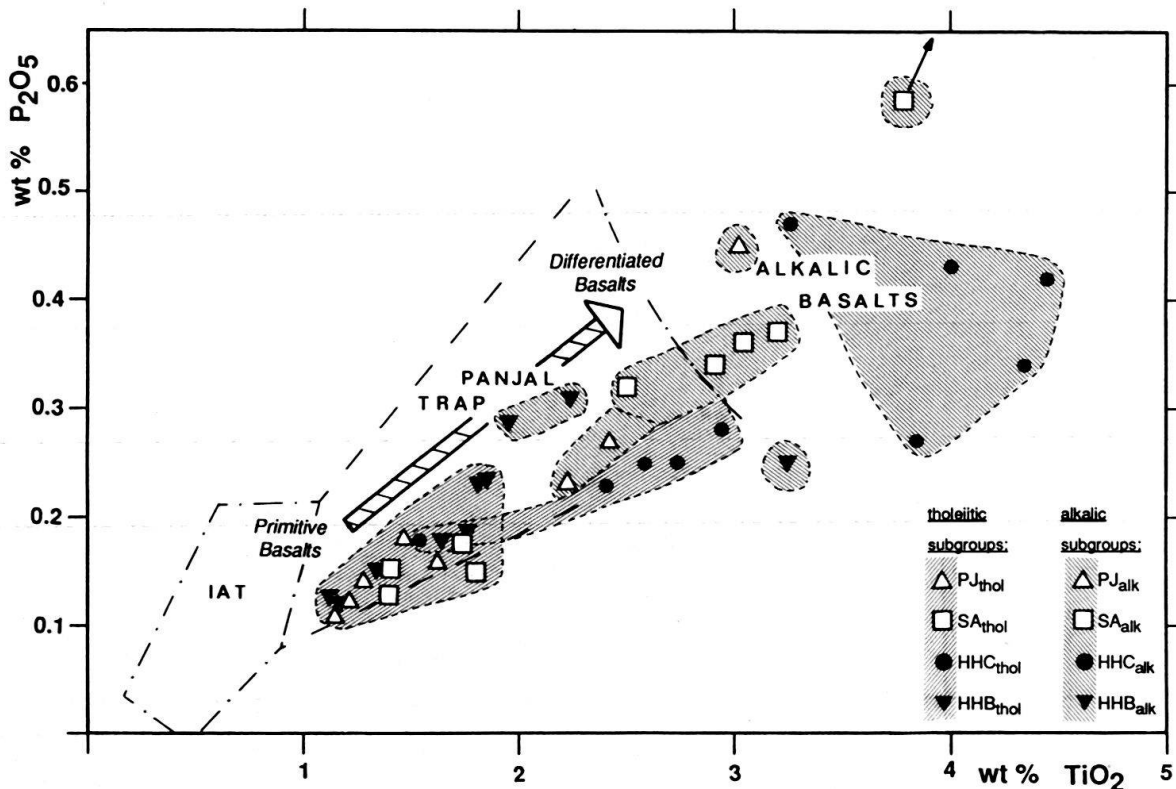 wt % P2O5
0.6
0.5
0.4
0.3
0.2
0.1
Differentiated
Basalts
ALKALIC
BASALTS
PANJAL
TRAP
Primitive
Basalts
IAT
tholeiitic
subgroups:
PJthol
SAthol
HHCthol
HHBthol
alkalic
subgroups:
PJalk
SAalk
HHCalk
HHBalk
1
2
3
4
5
wt % TiO2